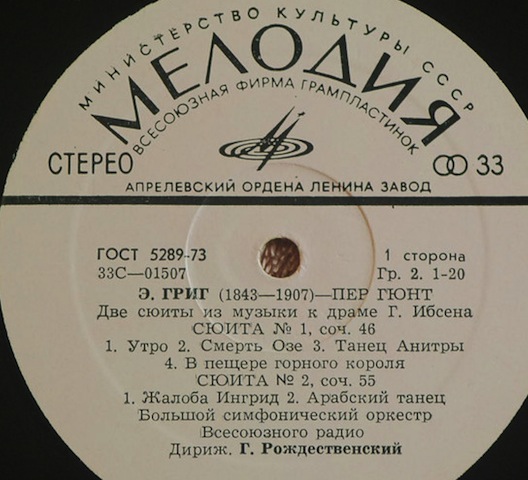 МИНИСТЕРСТВО КУЛЬТУРЫ СССР
МЕЛОДИЯ
ВСЕСОЮЗНАЯ ФИРМА ГРАМПЛАСТИНОК
СТЕРЕО 33
АПРЕЛЕВСКИЙ ОРДЕНА ЛЕНИНА ЗАВОД
ГОСТ 5289-73 1 сторона
33С—01507 Гр. 2. 1-20
Э. ГРИГ (1843—1907)—ПЕР ГЮНТ
Две сюиты из музыки к драме Г. Ибсена
СЮИТА № 1, соч. 46
1. Утро 2. Смерть Озе 3. Танец Анитры
4. В пещере горного короля
СЮИТА № 2, соч. 55
1. Жалоба Ингрид 2. Арабский танец
Большой симфонический оркестр
Всесоюзного радио
Дириж. Г. Рождественский